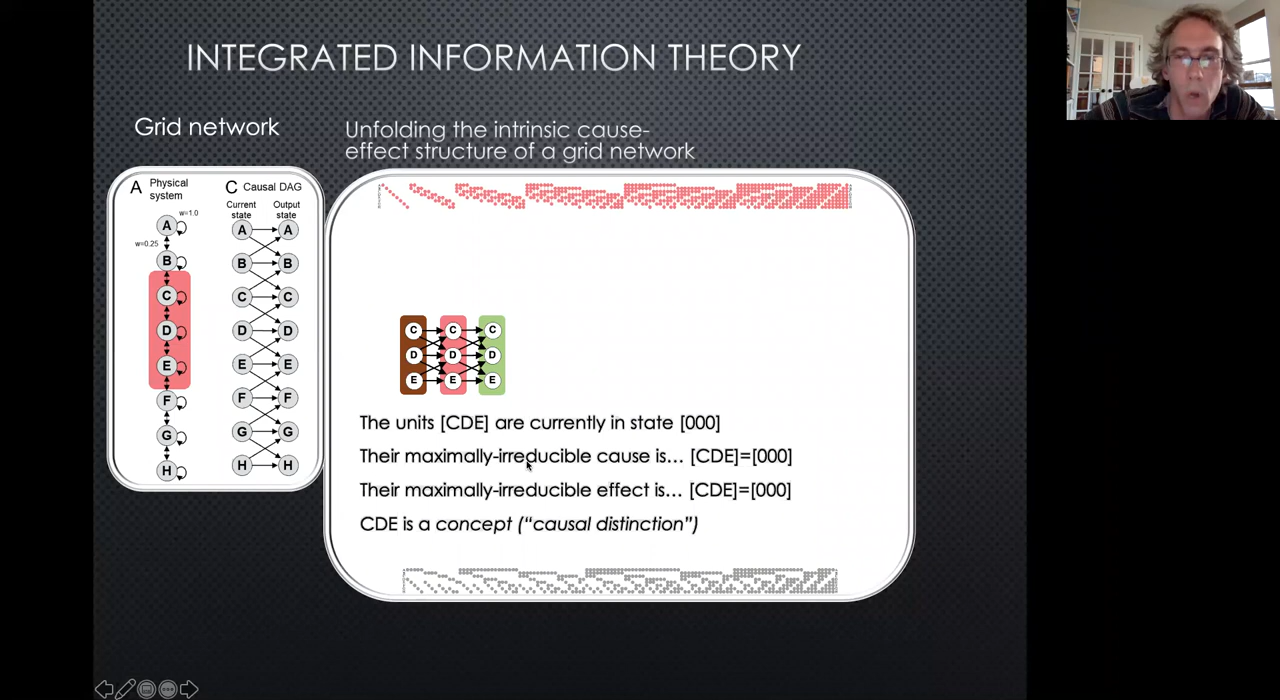 INTEGRATED INFORMATION THEORY
Grid network
Unfolding the intrinsic cause-
effect structure of a grid network
A Physical system
C Causal DAG
Current state
Output state
w=1.0
w=0.25
A A A
B B B
C C C
D D D
E E E
F F F
G G G
H H H
C C C
D D D
E E E
The units [CDE] are currently in state [000]
Their maximally-irreducible cause is... [CDE]=[000]
Their maximally-irreducible effect is... [CDE]=[000]
CDE is a concept (“causal distinction”)